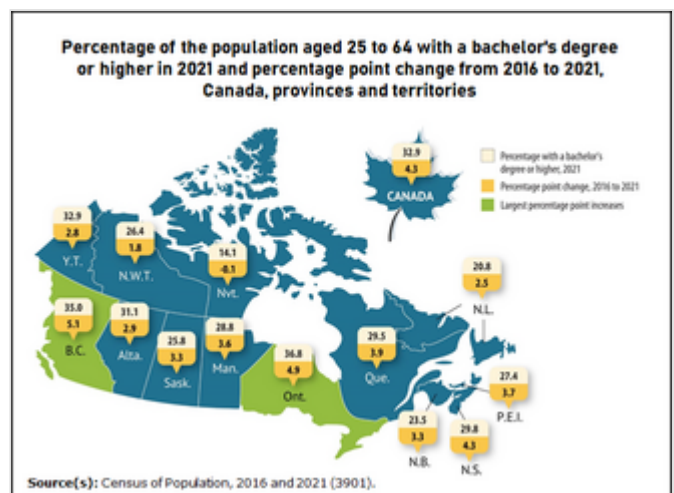 Percentage of the population aged 25 to 64 with a bachelor's degree
or higher in 2021 and percentage point change from 2016 to 2021,
Canada, provinces and territories
32.9
4.3
CANADA
Percentage with a bachelor's
degree or higher, 2021
Percentage point change, 2016 to 2021
Largest percentage point increases
32.9
2.8
Y.T.
26.4
1.8
N.W.T.
14.1
-0.1
Nvt.
20.8
2.5
N.L.
35.0
5.1
B.C.
31.1
2.9
Alta.
25.8
3.3
Sask.
28.8
3.6
Man.
36.8
4.9
Ont.
29.5
3.9
Que.
27.4
3.7
P.E.I.
23.5
3.3
N.B.
29.8
4.3
N.S.
Source(s): Census of Population, 2016 and 2021 (3901).